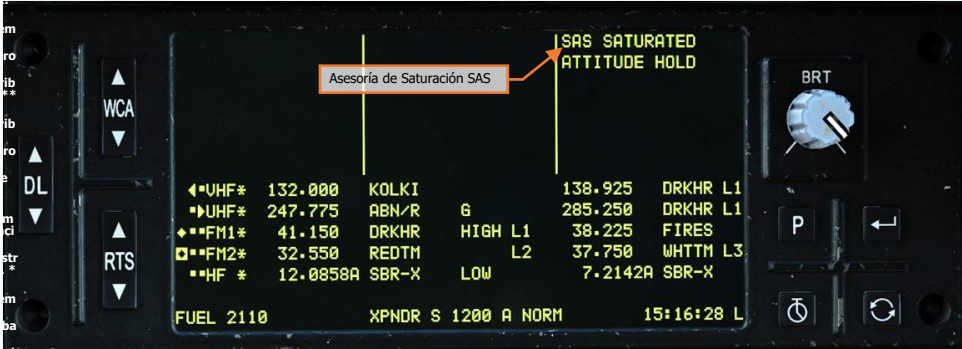 SAS SATURATED
ATTITUDE HOLD
Asesoría de Saturación SAS
BRT
WCA
DL
RTS
P
VHF* 132.000 KOLKI 138.925 DRKHR L1
UHF* 247.775 ABN/R G 285.250 DRKHR L1
FM1* 41.150 DRKHR HIGH L1 38.225 FIRES
FM2* 32.550 REDTM L2 37.750 WHTTM L3
HF * 12.0858A SBR-X LOW 7.2142A SBR-X
FUEL 2110 XPNDR S 1200 A NORM 15:16:28 L